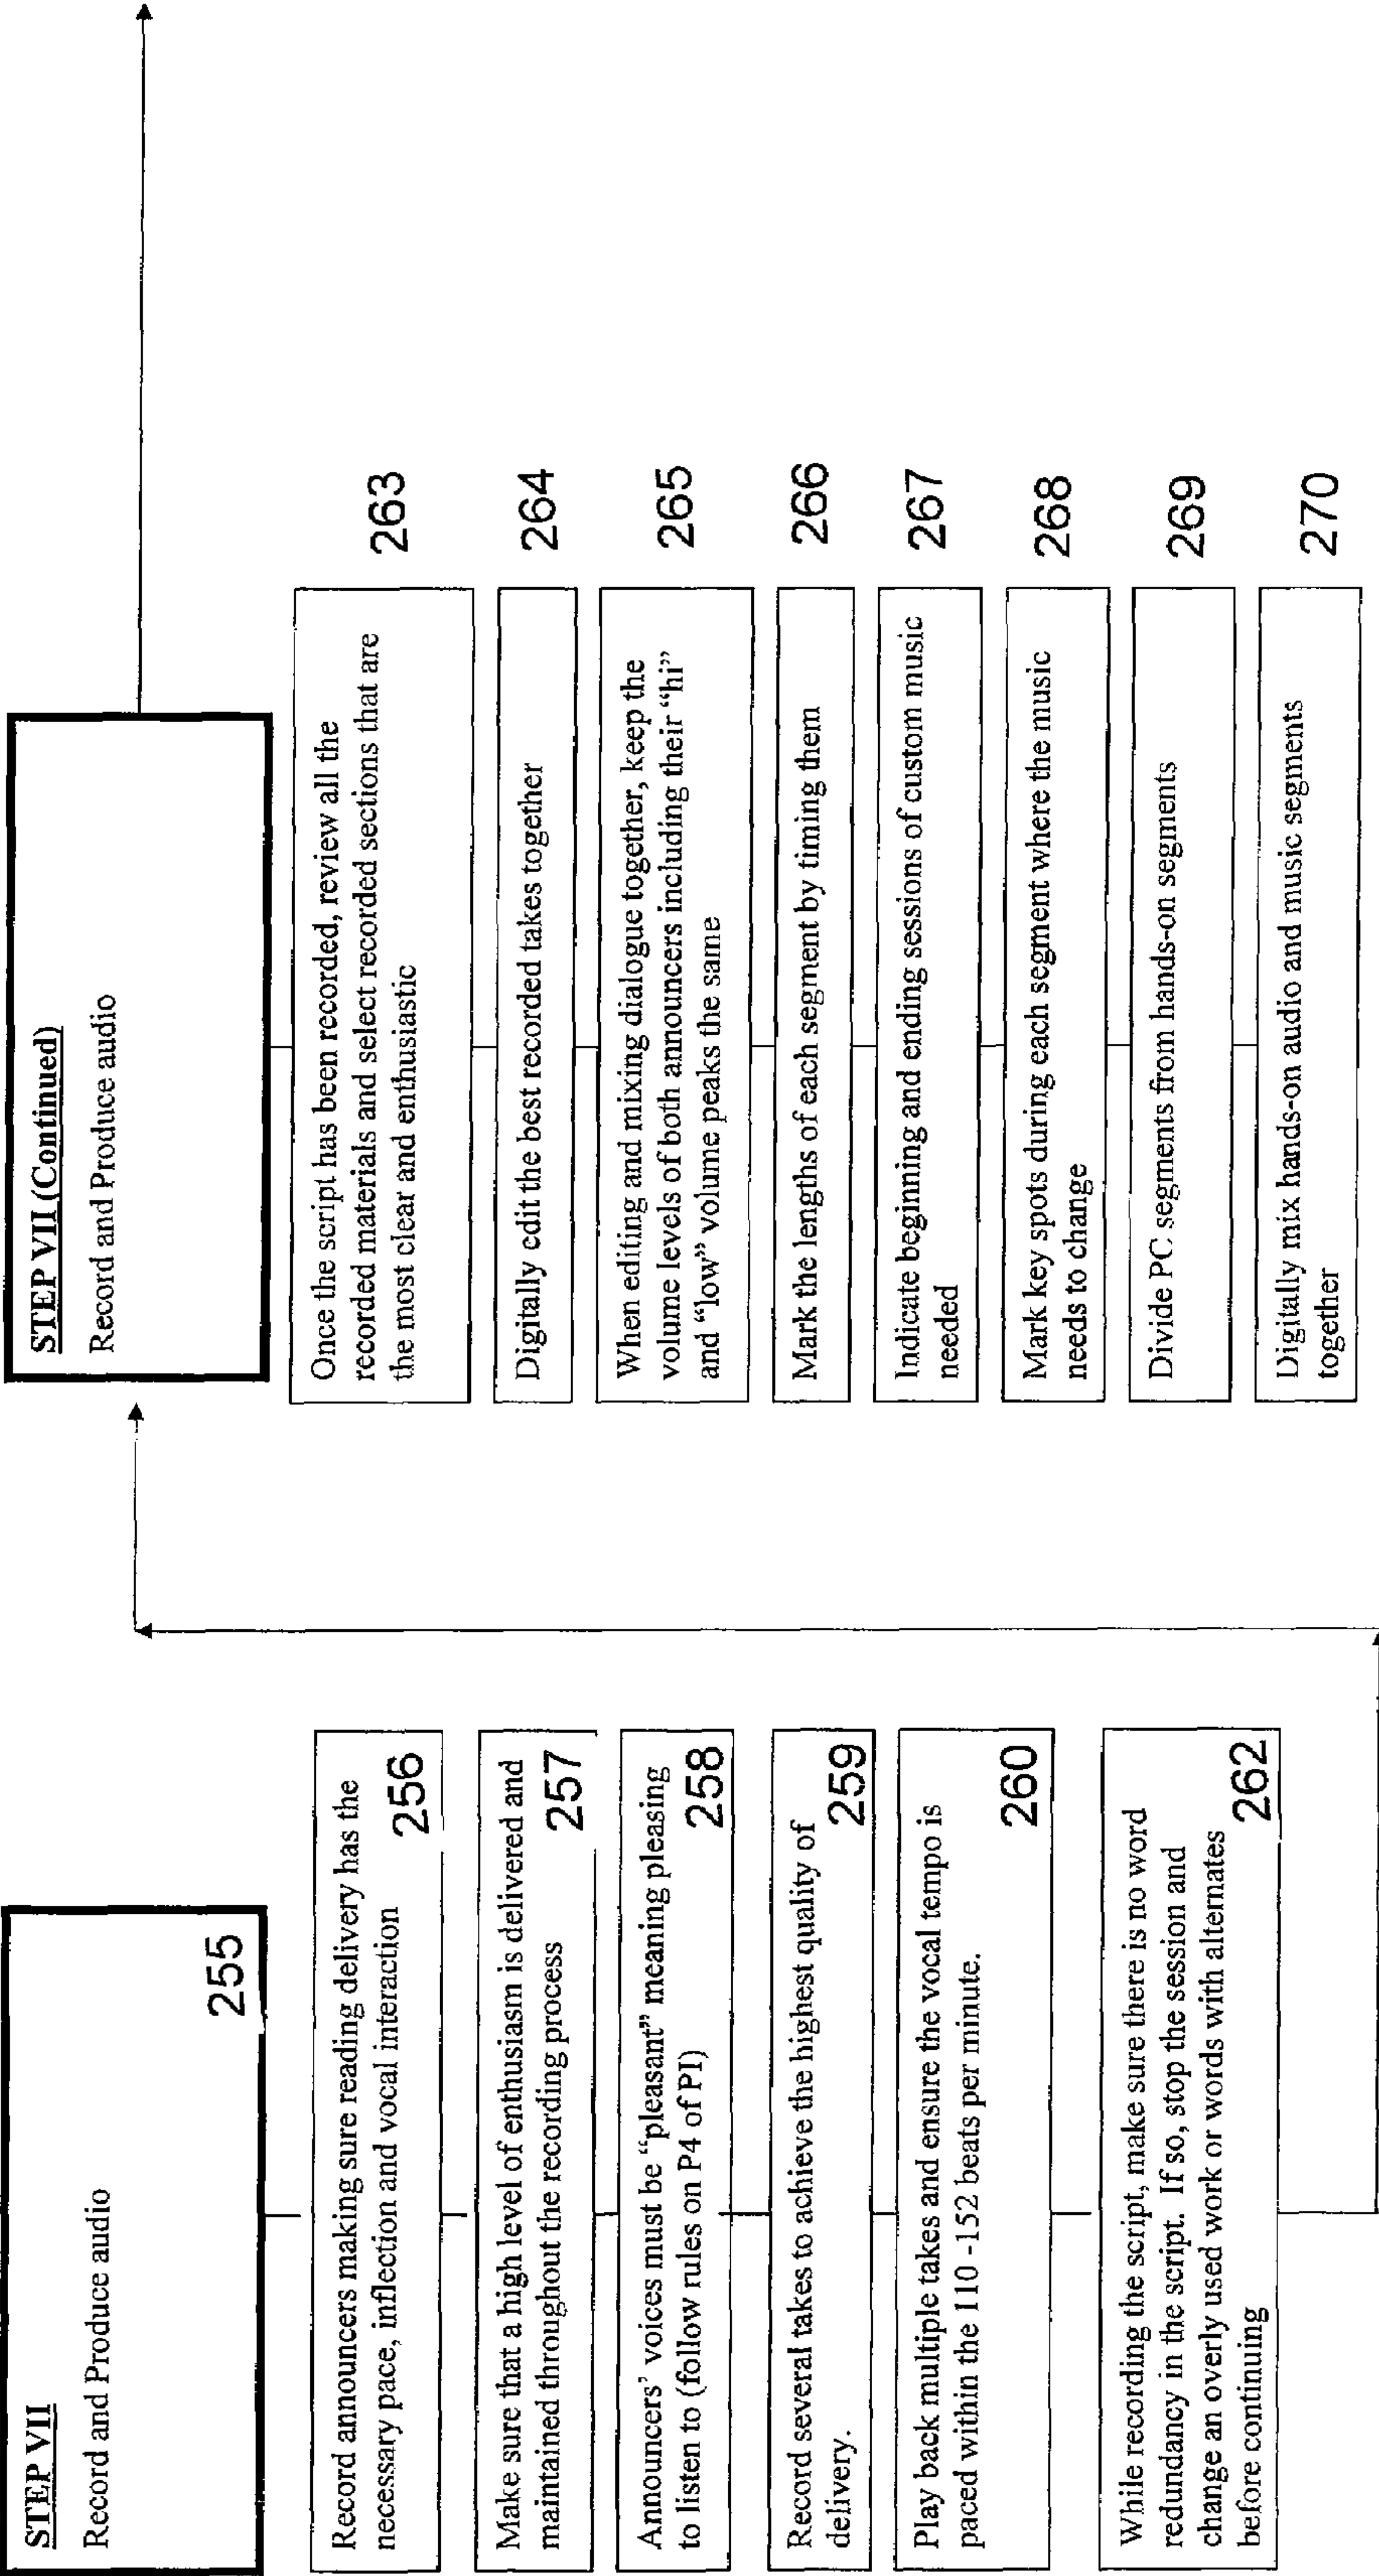 STEP VII
Record and Produce audio
255
Record announcers making sure reading delivery has the
necessary pace, inflection and vocal interaction
256
Make sure that a high level of enthusiasm is delivered and
maintained throughout the recording process
257
Announcers' voices must be "pleasant" meaning pleasing
to listen to (follow rules on P4 of PI)
258
Record several takes to achieve the highest quality of
delivery.
259
Play back multiple takes and ensure the vocal tempo is
paced within the 110 -152 beats per minute.
260
While recording the script, make sure there is no word
redundancy in the script. If so, stop the session and
change an overly used work or words with alternates
before continuing
262
STEP VII (Continued)
Record and Produce audio
Once the script has been recorded, review all the
recorded materials and select recorded sections that are
the most clear and enthusiastic
263
Digitally edit the best recorded takes together
264
When editing and mixing dialogue together, keep the
volume levels of both announcers including their "hi"
and "low" volume peaks the same
265
Mark the lengths of each segment by timing them
266
Indicate beginning and ending sessions of custom music
needed
267
Mark key spots during each segment where the music
needs to change
268
Divide PC segments from hands-on segments
269
Digitally mix hands-on audio and music segments
together
270